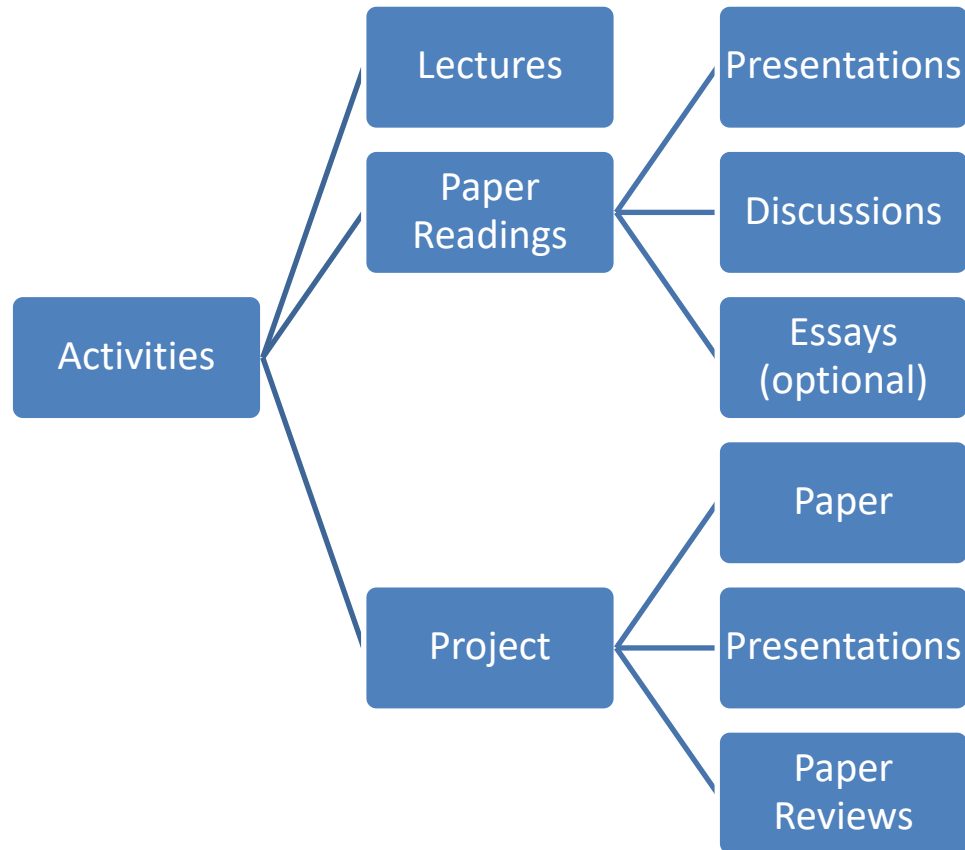 Activities
Lectures
Paper
Readings
Presentations
Discussions
Essays
(optional)
Project
Paper
Presentations
Paper
Reviews